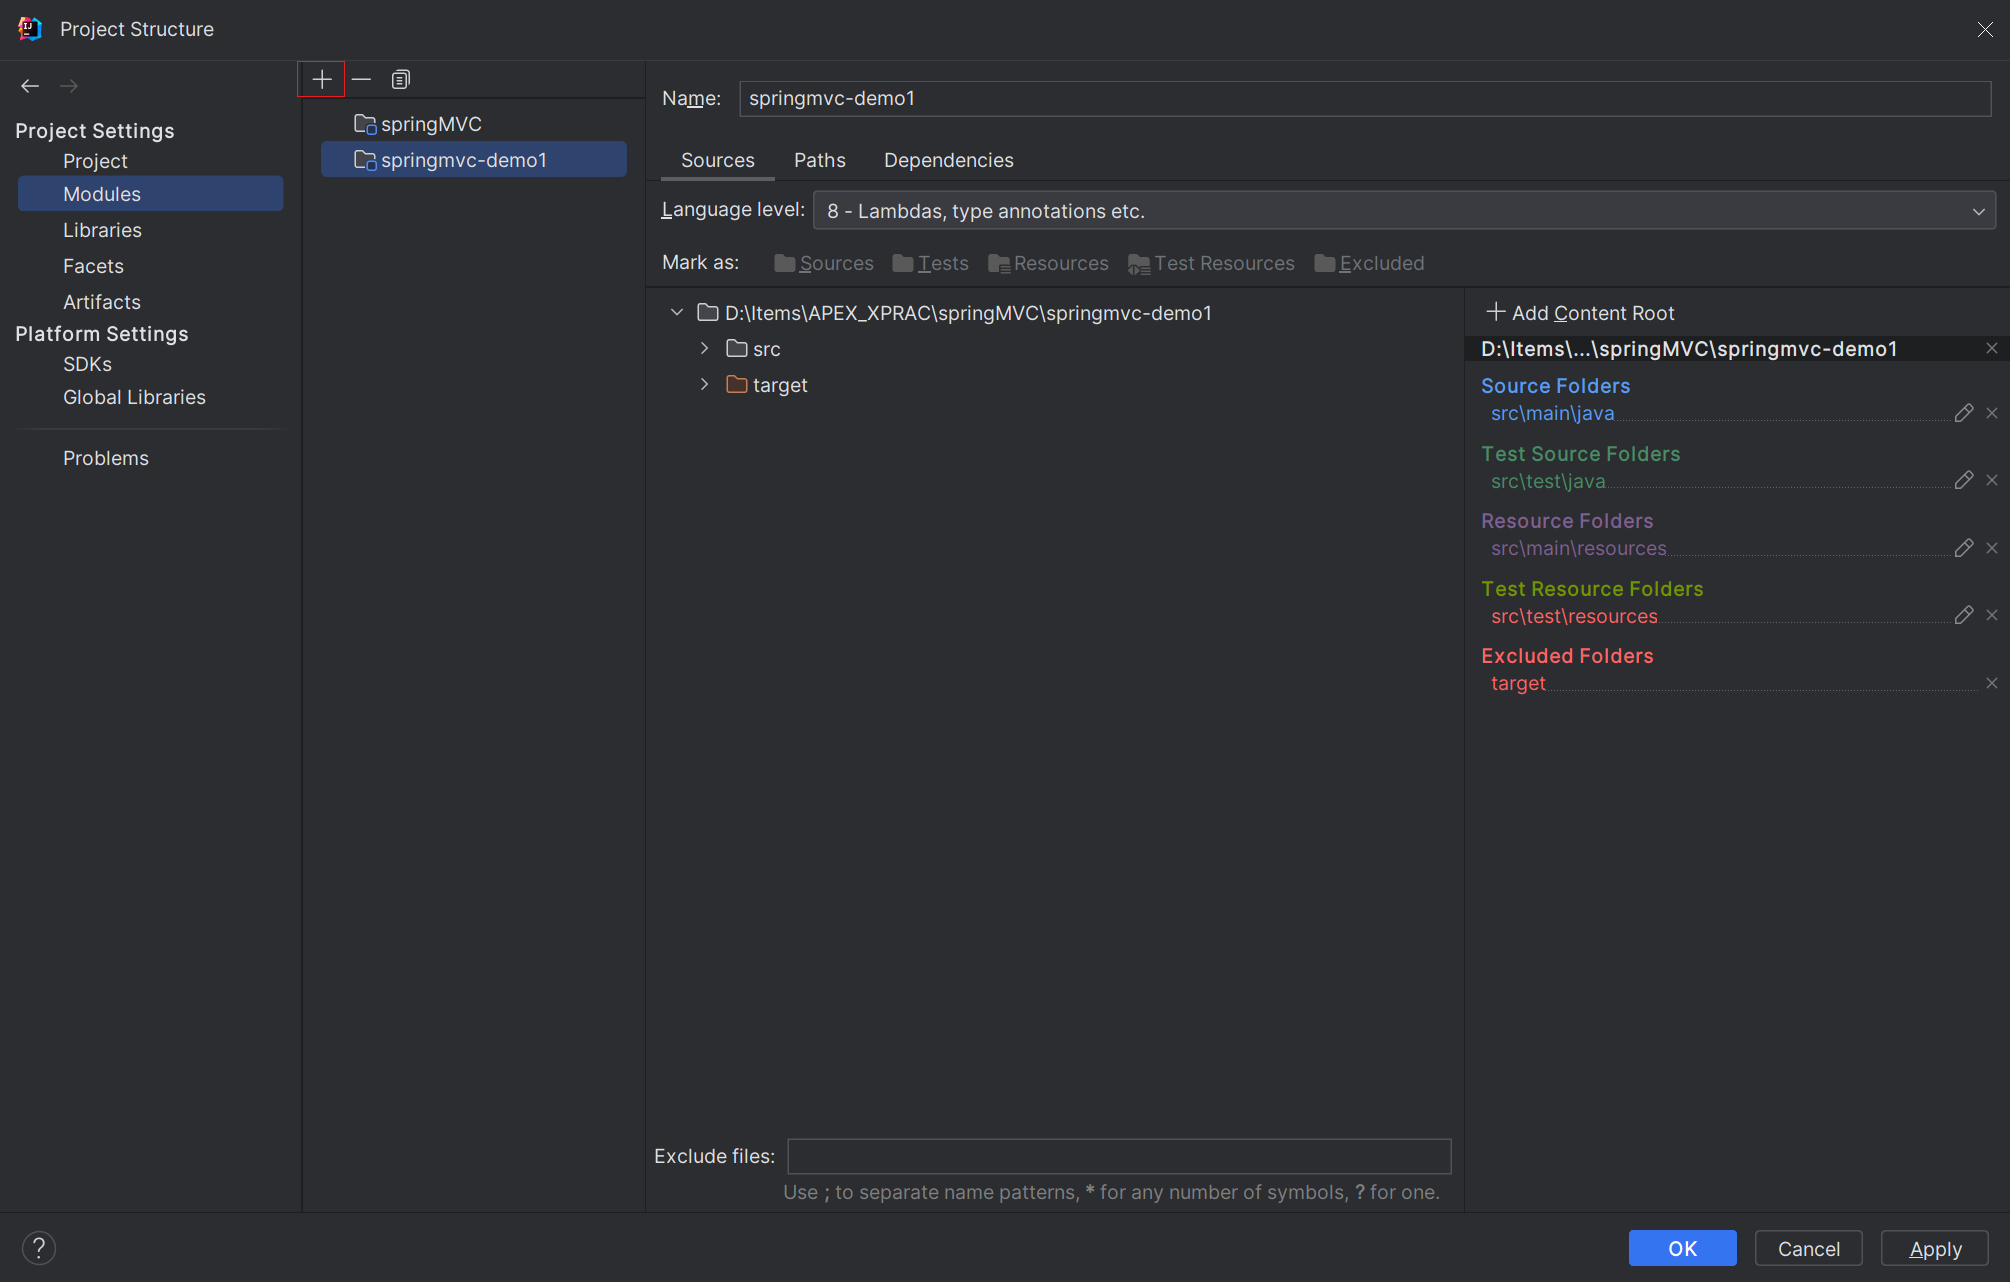 Project Structure
Project Settings
Project
Modules
Libraries
Facets
Artifacts
Platform Settings
SDKs
Global Libraries
Problems
springMVC
springmvc-demo1
Name: springmvc-demo1
Sources Paths Dependencies
Language level: 8 - Lambdas, type annotations etc.
Mark as: Sources Tests Resources Test Resources Excluded
D:\Items\APEX_XPRAC\springMVC\springmvc-demo1
src
target
Exclude files:
Use ; to separate name patterns, * for any number of symbols, ? for one.
Add Content Root
D:\Items\...\springMVC\springmvc-demo1
Source Folders
src\main\java
Test Source Folders
src\test\java
Resource Folders
src\main\resources
Test Resource Folders
src\test\resources
Excluded Folders
target
?
OK Cancel Apply